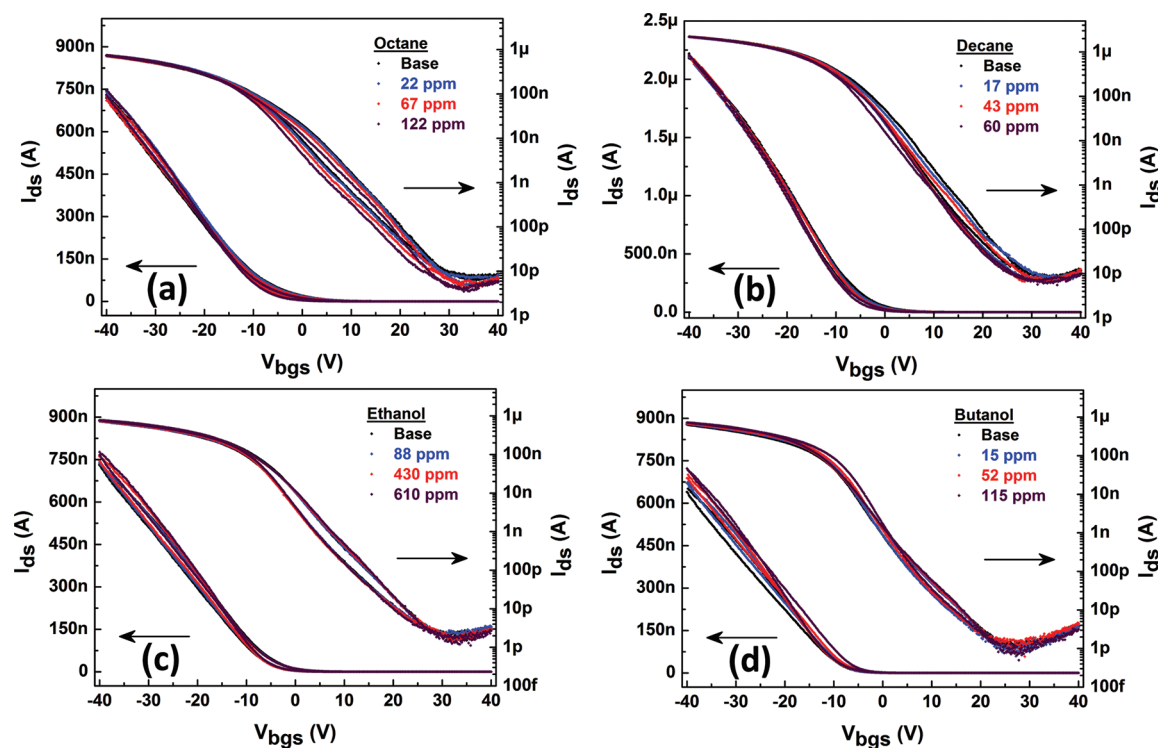 900n
750n
600n
450n
300n
150n
0
Ids (A)
Octane
Base
22 ppm
67 ppm
122 ppm
1µ
100n
10n
1n
100p
10p
1p
Ids (A)
(a)
-40 -30 -20 -10 0 10 20 30 40
Vbgs (V)
2.5µ
2.0µ
1.5µ
1.0µ
500.0n
0.0
Ids (A)
Decane
Base
17 ppm
43 ppm
60 ppm
1µ
100n
10n
1n
100p
10p
1p
Ids (A)
(b)
-40 -30 -20 -10 0 10 20 30 40
Vbgs (V)
900n
750n
600n
450n
300n
150n
0
Ids (A)
Ethanol
Base
88 ppm
430 ppm
610 ppm
1µ
100n
10n
1n
100p
10p
1p
100f
Ids (A)
(c)
-40 -30 -20 -10 0 10 20 30 40
Vbgs (V)
900n
750n
600n
450n
300n
150n
0
Ids (A)
Butanol
Base
15 ppm
52 ppm
115 ppm
1µ
100n
10n
1n
100p
10p
1p
100f
Ids (A)
(d)
-40 -30 -20 -10 0 10 20 30 40
Vbgs (V)